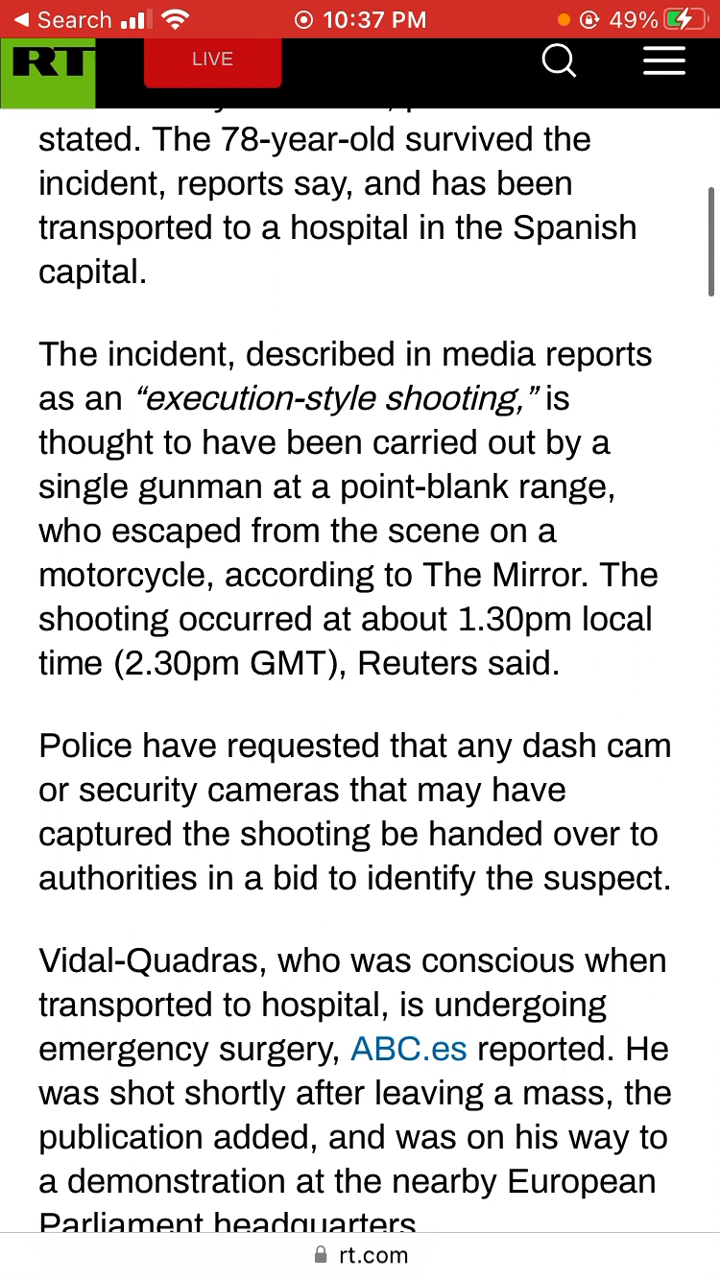 ◀ Search 10:37 PM 49%
RT LIVE
stated. The 78-year-old survived the
incident, reports say, and has been
transported to a hospital in the Spanish
capital.
The incident, described in media reports
as an “execution-style shooting,” is
thought to have been carried out by a
single gunman at a point-blank range,
who escaped from the scene on a
motorcycle, according to The Mirror. The
shooting occurred at about 1.30pm local
time (2.30pm GMT), Reuters said.
Police have requested that any dash cam
or security cameras that may have
captured the shooting be handed over to
authorities in a bid to identify the suspect.
Vidal-Quadras, who was conscious when
transported to hospital, is undergoing
emergency surgery, ABC.es reported. He
was shot shortly after leaving a mass, the
publication added, and was on his way to
a demonstration at the nearby European
Parliament headquarters
rt.com